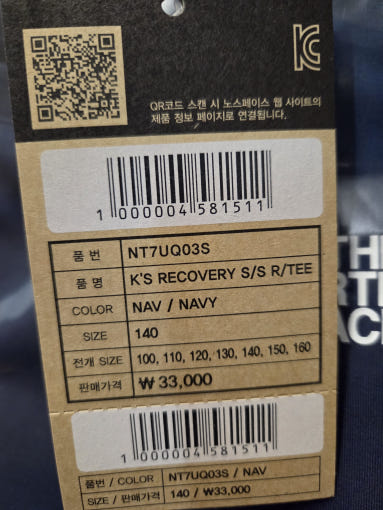 QR코드 스캔 시 노스페이스 웹 사이트의
제품 정보 페이지로 연결됩니다.
1 000004 581511
품 번 NT7UQ03S
품 명 K'S RECOVERY S/S R/TEE
COLOR NAV / NAVY
SIZE 140
전개 SIZE 100, 110, 120, 130, 140, 150, 160
판매가격 ₩ 33,000
1 000004 581511
품번 / COLOR NT7UQ03S / NAV
SIZE / 판매가격 140 / ₩33,000
THE